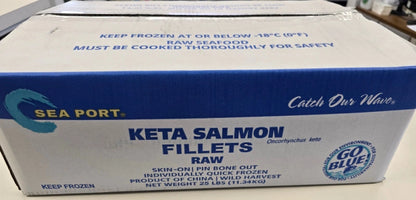 KEEP FROZEN AT OR BELOW -18°C (0°F)
RAW SEAFOOD
MUST BE COOKED THOROUGHLY FOR SAFETY
SEA PORT®
Catch Our Wave®
KETA SALMON
Oncorhynchus keta
FILLETS
RAW
SKIN-ON | PIN BONE OUT
INDIVIDUALLY QUICK FROZEN
PRODUCT OF CHINA | WILD HARVEST
NET WEIGHT 25 LBS (11.34KG)
KEEP FROZEN
GO
BLUE